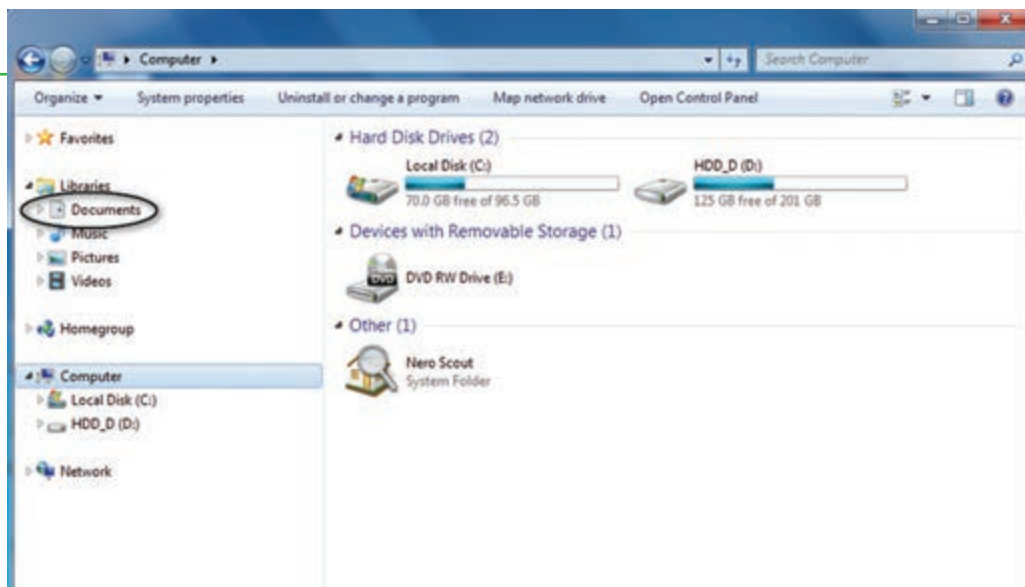 Computer
Search Computer
Organize
System properties
Uninstall or change a program
Map network drive
Open Control Panel
Favorites
Libraries
Documents
Music
Pictures
Videos
Homegroup
Computer
Local Disk (C:)
HDD_D (D:)
Network
Hard Disk Drives (2)
Local Disk (C:)
70.0 GB free of 96.5 GB
HDD_D (D:)
125 GB free of 201 GB
Devices with Removable Storage (1)
DVD
DVD RW Drive (E:)
Other (1)
Nero Scout
System Folder